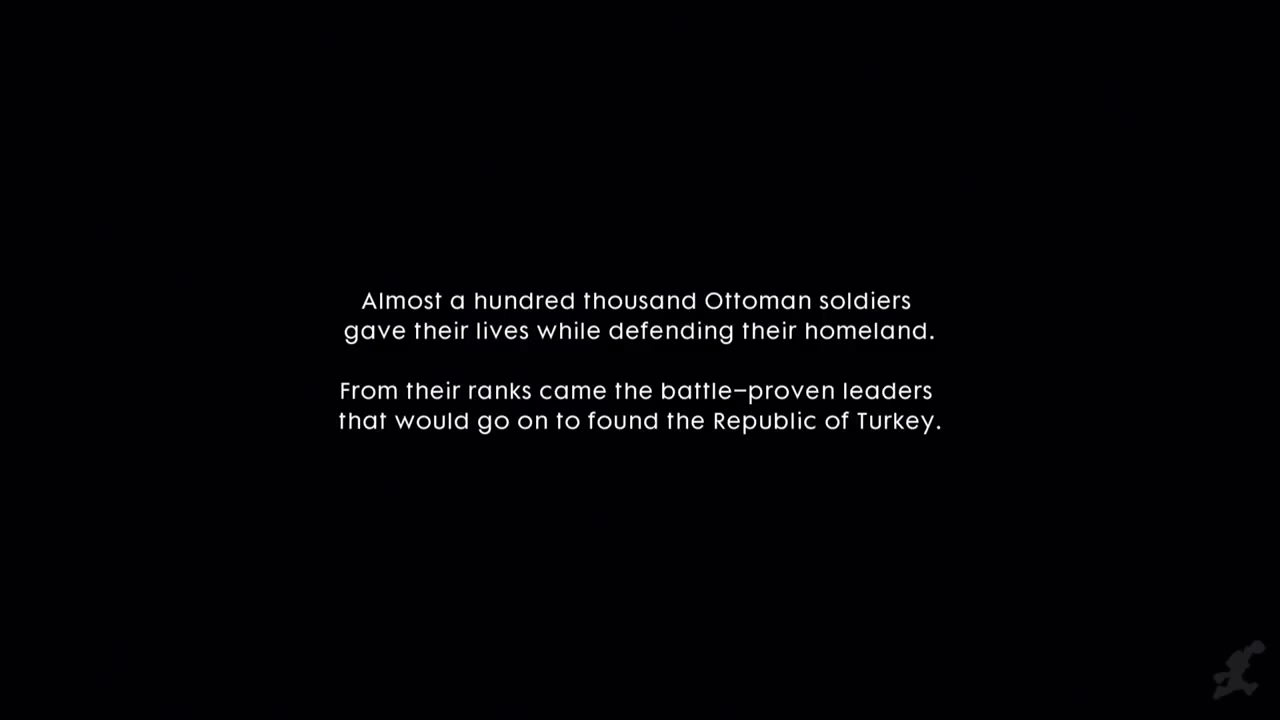 Almost a hundred thousand Ottoman soldiers
gave their lives while defending their homeland.
From their ranks came the battle-proven leaders
that would go on to found the Republic of Turkey.